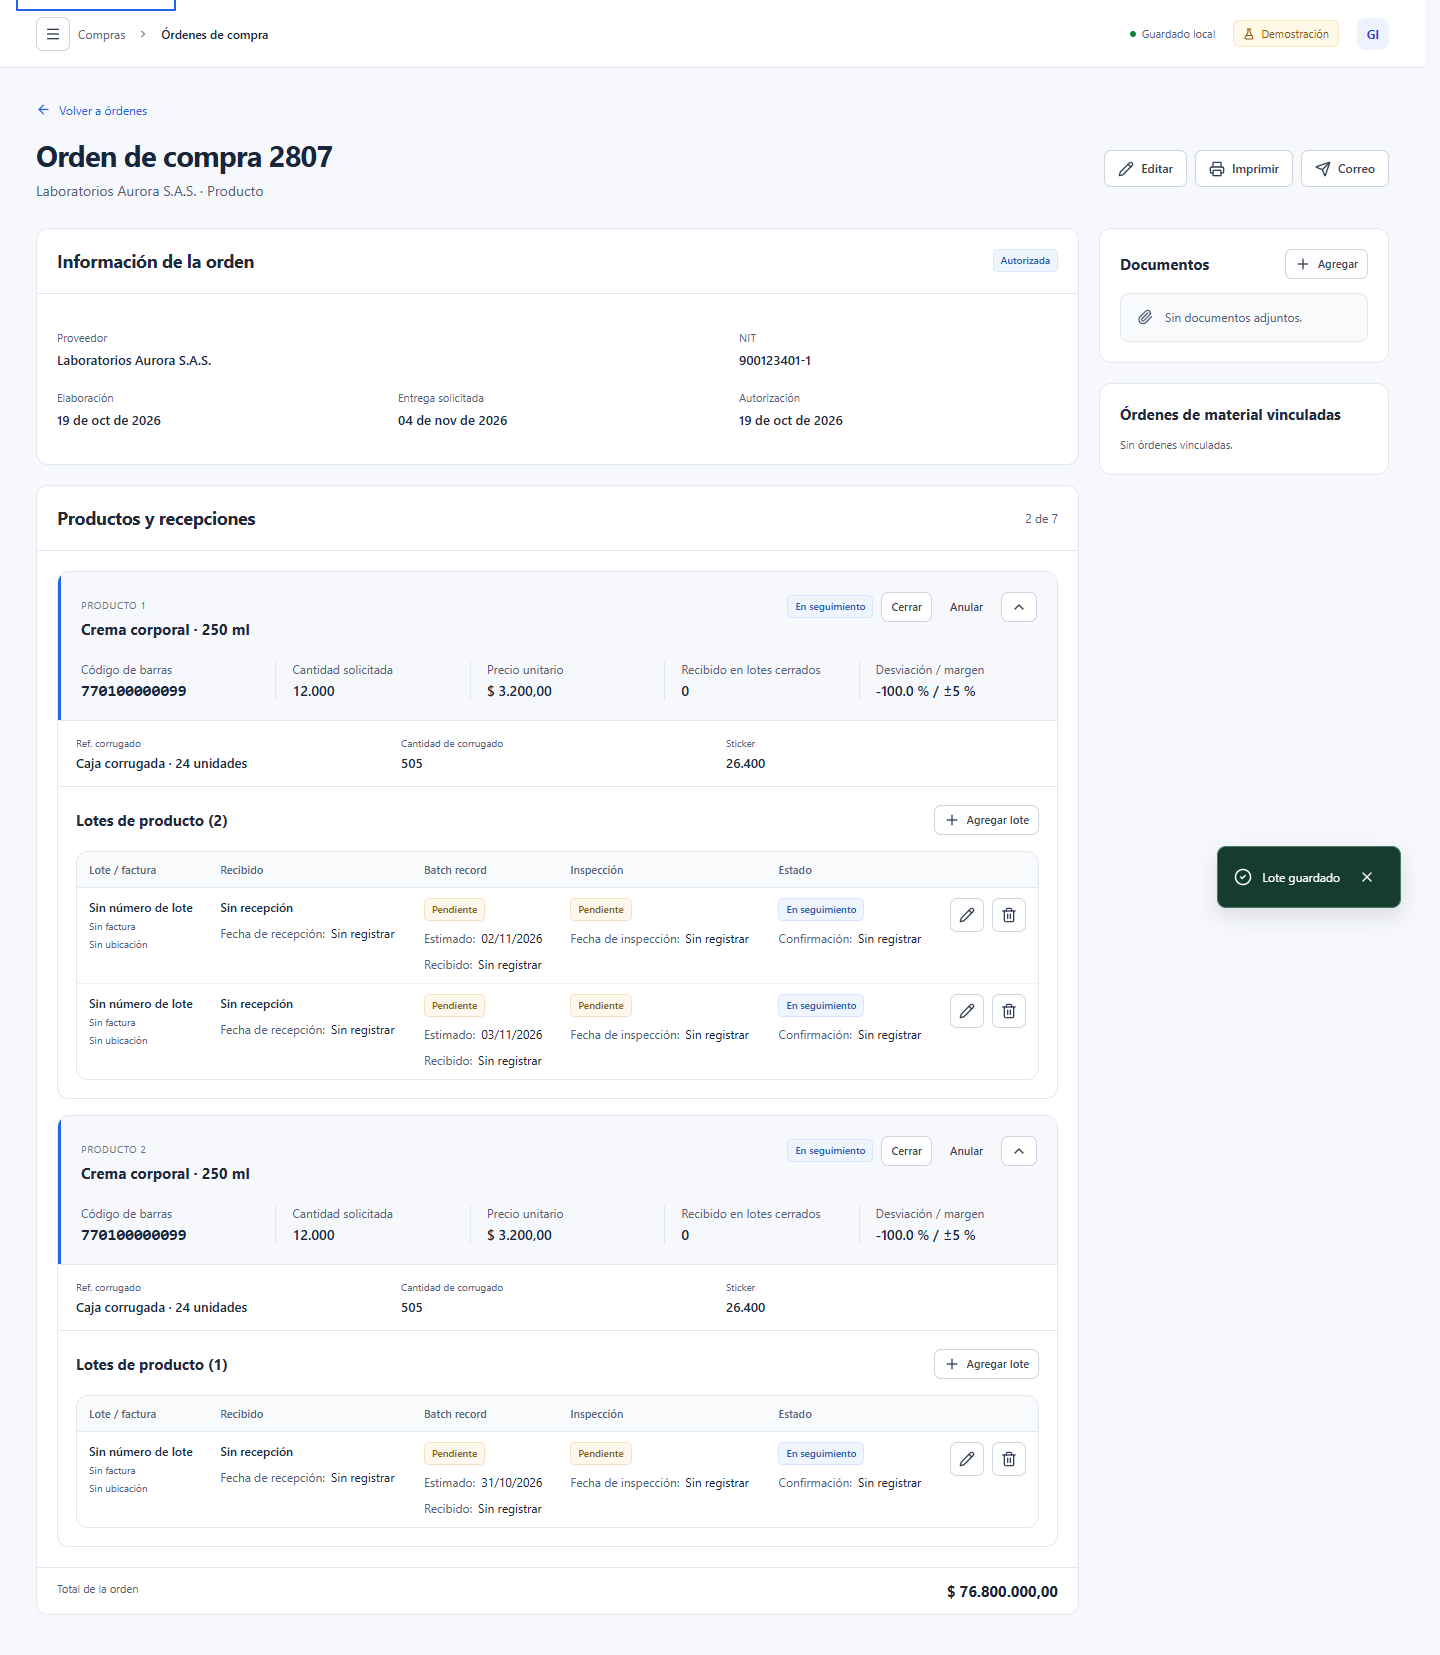 Compras
Órdenes de compra
Guardado local
Demostración
GI
Volver a órdenes
Orden de compra 2807
Laboratorios Aurora S.A.S. · Producto
Editar
Imprimir
Correo
Información de la orden
Autorizada
Proveedor
Laboratorios Aurora S.A.S.
NIT
900123401-1
Elaboración
19 de oct de 2026
Entrega solicitada
04 de nov de 2026
Autorización
19 de oct de 2026
Documentos
Agregar
Sin documentos adjuntos.
Órdenes de material vinculadas
Sin órdenes vinculadas.
Productos y recepciones
2 de 7
PRODUCTO 1
Crema corporal · 250 ml
En seguimiento
Cerrar
Anular
Código de barras
770100000099
Cantidad solicitada
12.000
Precio unitario
$ 3.200,00
Recibido en lotes cerrados
0
Desviación / margen
-100.0 % / ±5 %
Ref. corrugado
Caja corrugada · 24 unidades
Cantidad de corrugado
505
Sticker
26.400
Lotes de producto (2)
Agregar lote
Lote / factura
Recibido
Batch record
Inspección
Estado
Sin número de lote
Sin factura
Sin ubicación
Sin recepción
Fecha de recepción: Sin registrar
Pendiente
Estimado: 02/11/2026
Recibido: Sin registrar
Pendiente
Fecha de inspección: Sin registrar
En seguimiento
Confirmación: Sin registrar
Sin número de lote
Sin factura
Sin ubicación
Sin recepción
Fecha de recepción: Sin registrar
Pendiente
Estimado: 03/11/2026
Recibido: Sin registrar
Pendiente
Fecha de inspección: Sin registrar
En seguimiento
Confirmación: Sin registrar
Lote guardado
PRODUCTO 2
Crema corporal · 250 ml
En seguimiento
Cerrar
Anular
Código de barras
770100000099
Cantidad solicitada
12.000
Precio unitario
$ 3.200,00
Recibido en lotes cerrados
0
Desviación / margen
-100.0 % / ±5 %
Ref. corrugado
Caja corrugada · 24 unidades
Cantidad de corrugado
505
Sticker
26.400
Lotes de producto (1)
Agregar lote
Lote / factura
Recibido
Batch record
Inspección
Estado
Sin número de lote
Sin factura
Sin ubicación
Sin recepción
Fecha de recepción: Sin registrar
Pendiente
Estimado: 31/10/2026
Recibido: Sin registrar
Pendiente
Fecha de inspección: Sin registrar
En seguimiento
Confirmación: Sin registrar
Total de la orden
$ 76.800.000,00